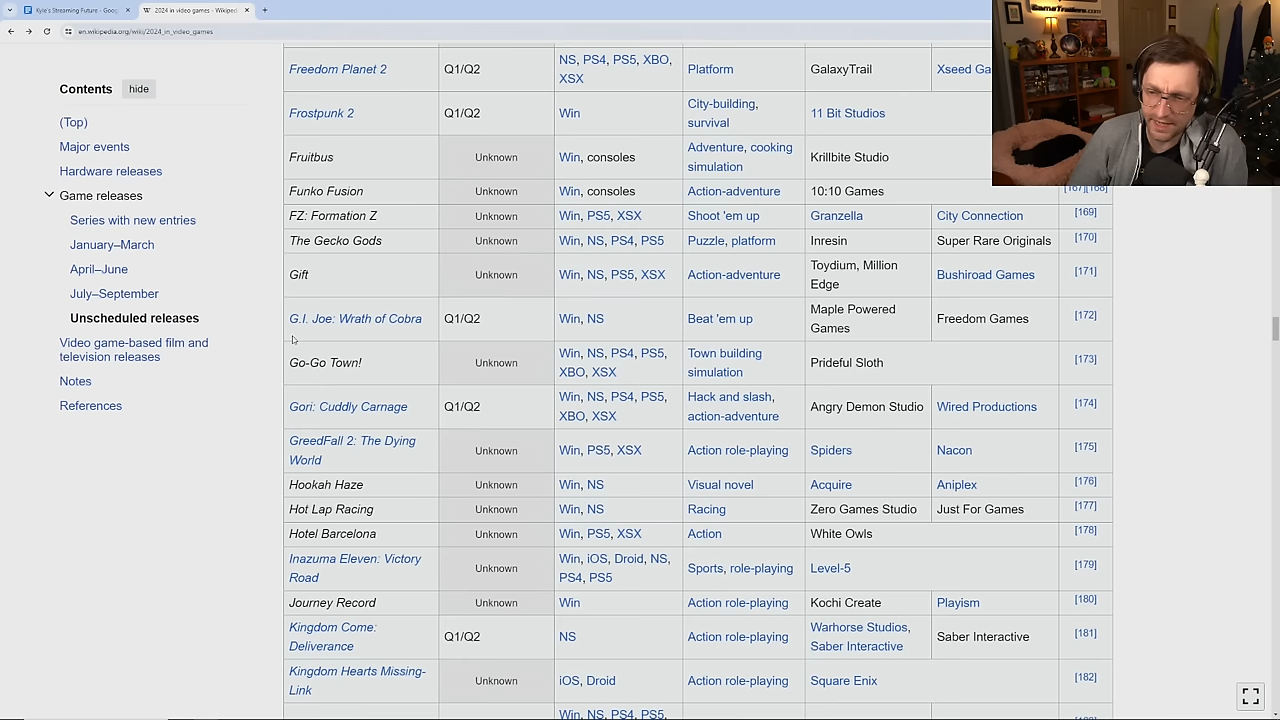 Kyle's Streaming Future - Goo
2024 in video games - Wikiped
en.wikipedia.org/wiki/2024_in_video_games
GameTrailers.com
Contents hide
(Top)
Major events
Hardware releases
Game releases
Series with new entries
January–March
April–June
July–September
Unscheduled releases
Video game-based film and
television releases
Notes
References
Freedom Planet 2 Q1/Q2 NS, PS4, PS5, XBO, XSX Platform GalaxyTrail Xseed Ga
Frostpunk 2 Q1/Q2 Win City-building, survival 11 Bit Studios
Fruitbus Unknown Win, consoles Adventure, cooking simulation Krillbite Studio
Funko Fusion Unknown Win, consoles Action-adventure 10:10 Games [167][168]
FZ: Formation Z Unknown Win, PS5, XSX Shoot 'em up Granzella City Connection [169]
The Gecko Gods Unknown Win, NS, PS4, PS5 Puzzle, platform Inresin Super Rare Originals [170]
Gift Unknown Win, NS, PS5, XSX Action-adventure Toydium, Million Edge Bushiroad Games [171]
G.I. Joe: Wrath of Cobra Q1/Q2 Win, NS Beat 'em up Maple Powered Games Freedom Games [172]
Go-Go Town! Unknown Win, NS, PS4, PS5, XBO, XSX Town building simulation Prideful Sloth [173]
Gori: Cuddly Carnage Q1/Q2 Win, NS, PS4, PS5, XBO, XSX Hack and slash, action-adventure Angry Demon Studio Wired Productions [174]
GreedFall 2: The Dying World Unknown Win, PS5, XSX Action role-playing Spiders Nacon [175]
Hookah Haze Unknown Win, NS Visual novel Acquire Aniplex [176]
Hot Lap Racing Unknown Win, NS Racing Zero Games Studio Just For Games [177]
Hotel Barcelona Unknown Win, PS5, XSX Action White Owls [178]
Inazuma Eleven: Victory Road Unknown Win, iOS, Droid, NS, PS4, PS5 Sports, role-playing Level-5 [179]
Journey Record Unknown Win Action role-playing Kochi Create Playism [180]
Kingdom Come: Deliverance Q1/Q2 NS Action role-playing Warhorse Studios, Saber Interactive Saber Interactive [181]
Kingdom Hearts Missing-Link Unknown iOS, Droid Action role-playing Square Enix [182]
Win, NS, PS4, PS5,